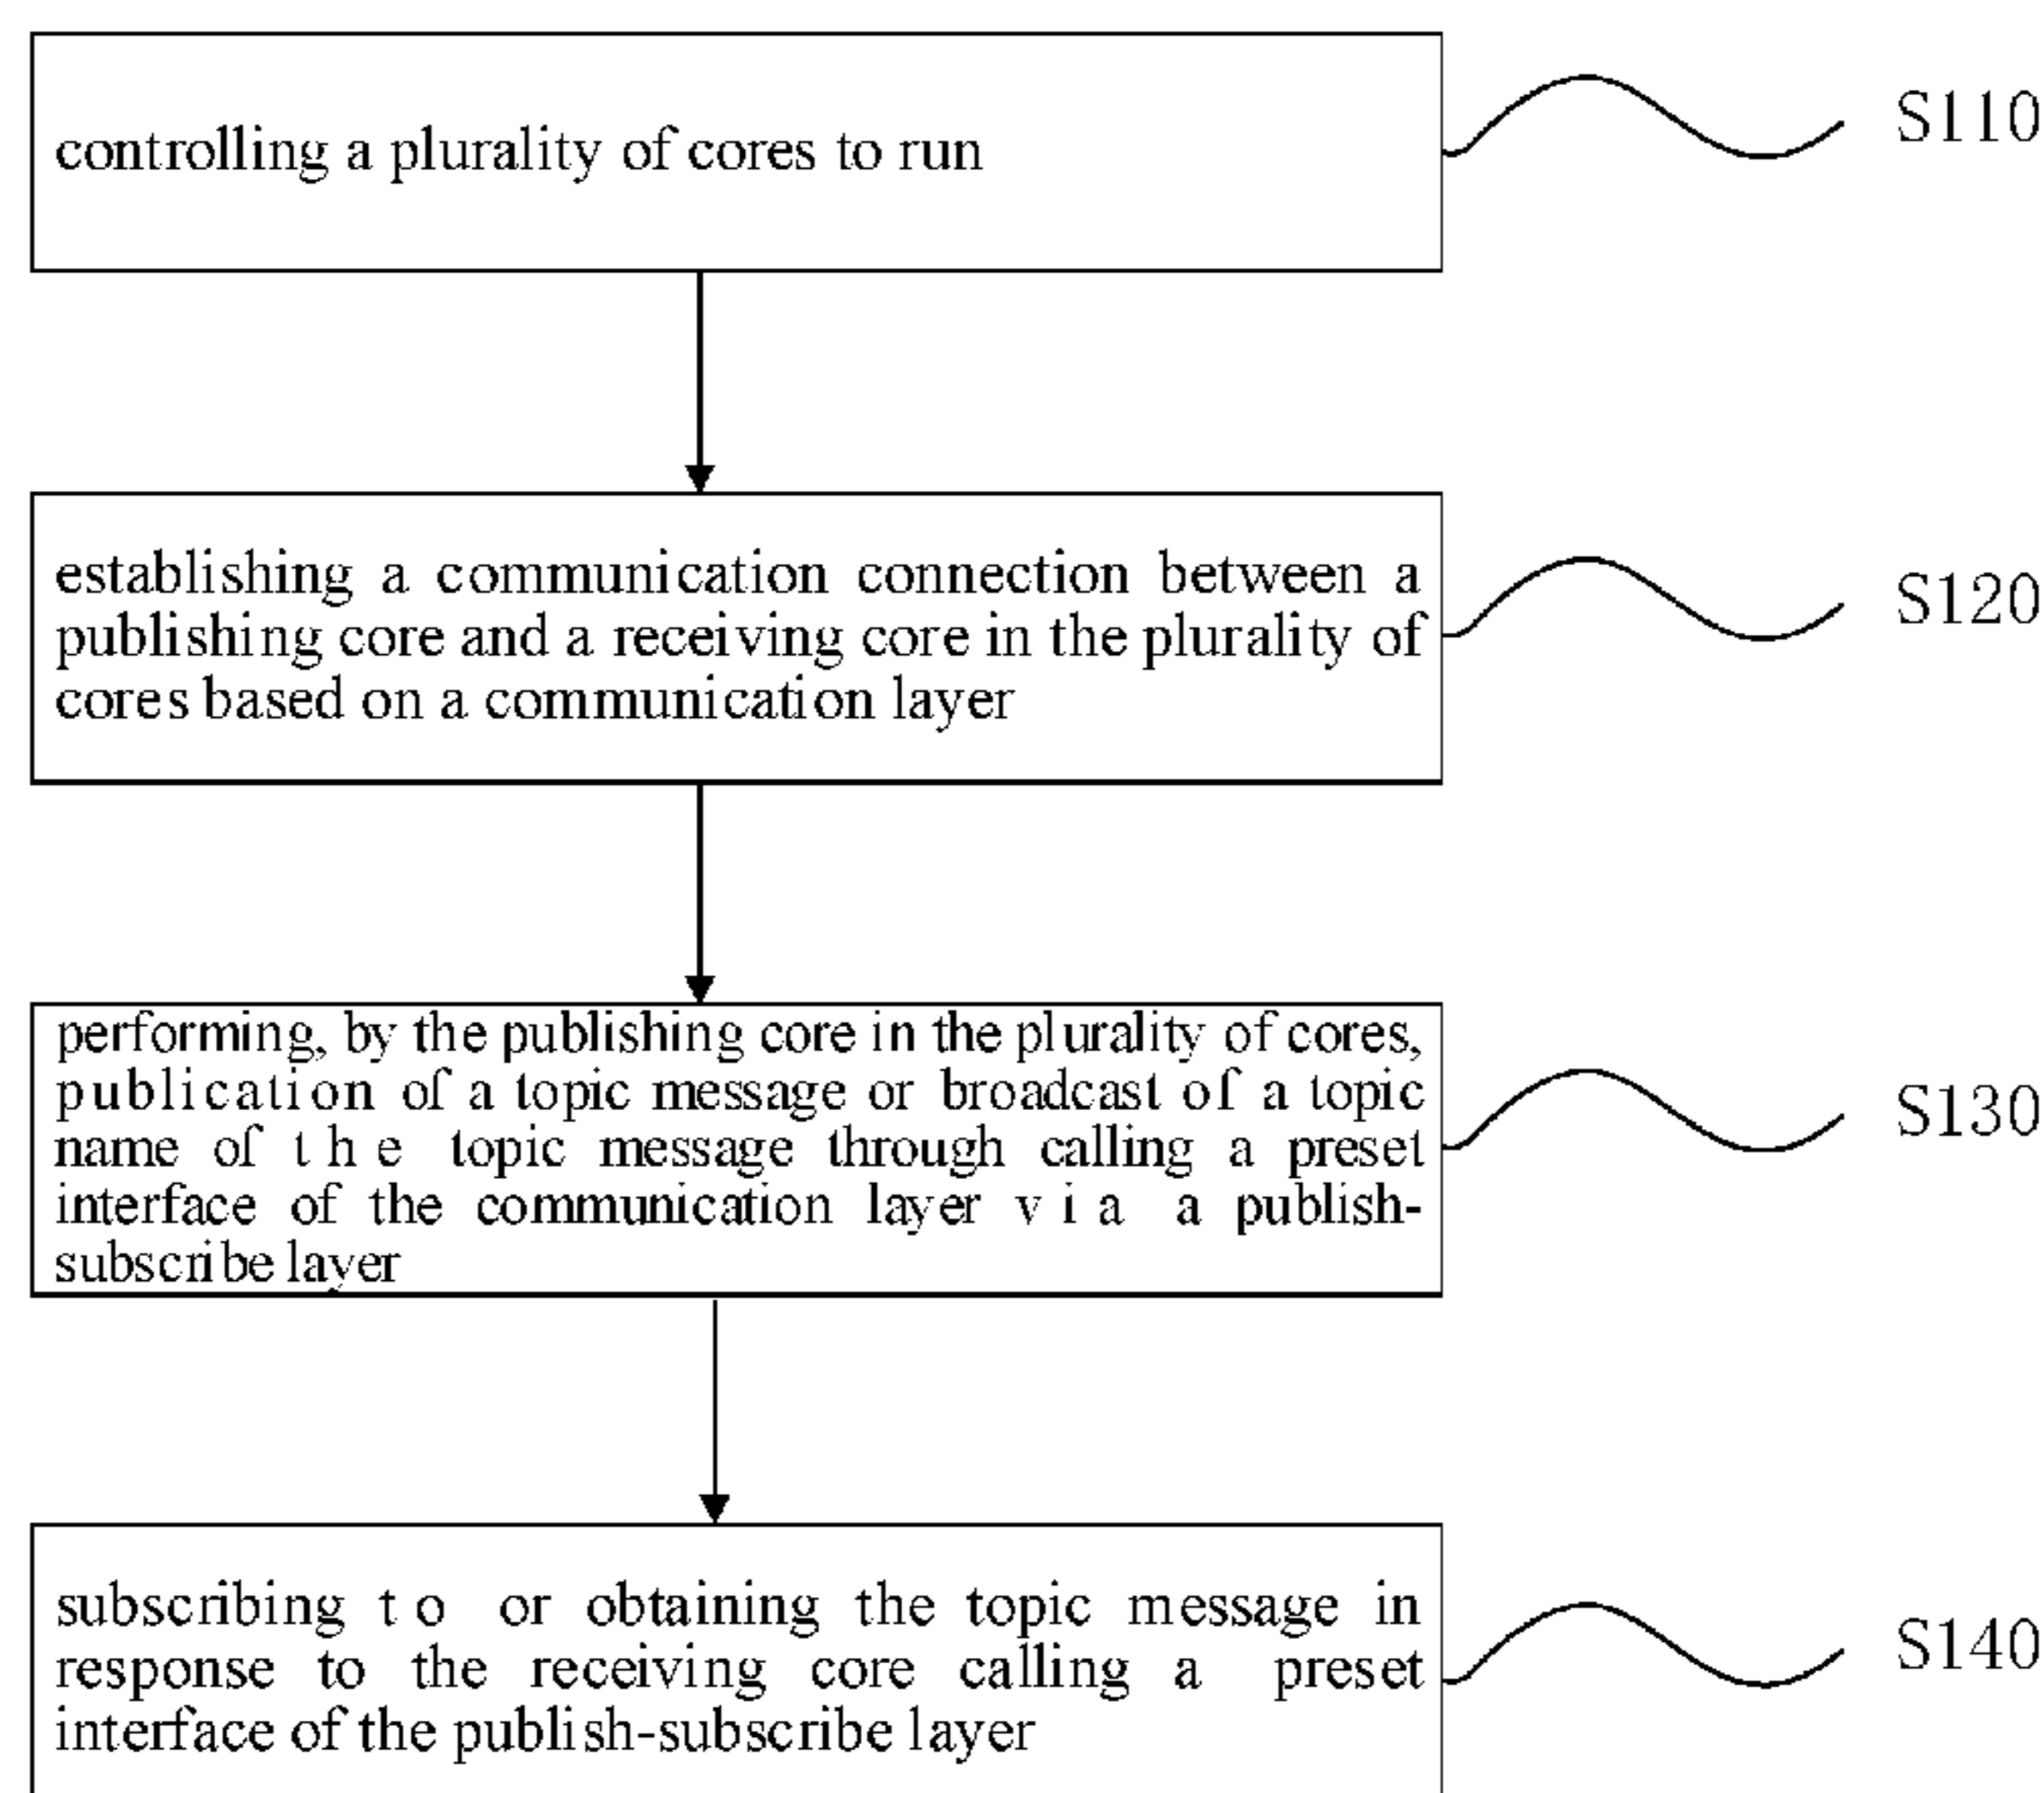 controlling a plurality of cores to run
S110
establishing a communication connection between a
publishing core and a receiving core in the plurality of
cores based on a communication layer
S120
performing, by the publishing core in the plurality of cores,
publication of a topic message or broadcast of a topic
name of the topic message through calling a preset
interface of the communication layer via a publish-
subscribe layer
S130
subscribing to or obtaining the topic message in
response to the receiving core calling a preset
interface of the publish-subscribe layer
S140